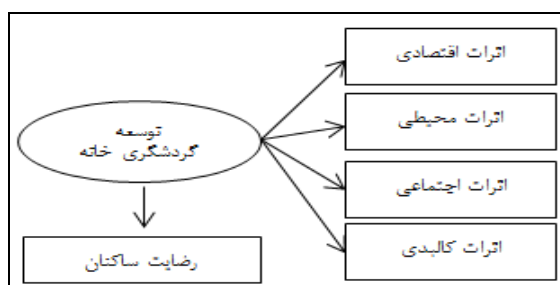 اثرات اقتصادی
توسعه
گردشگری خانه
اثرات محیطی
اثرات اجتماعی
اثرات کالبدی
رضایت ساکنان